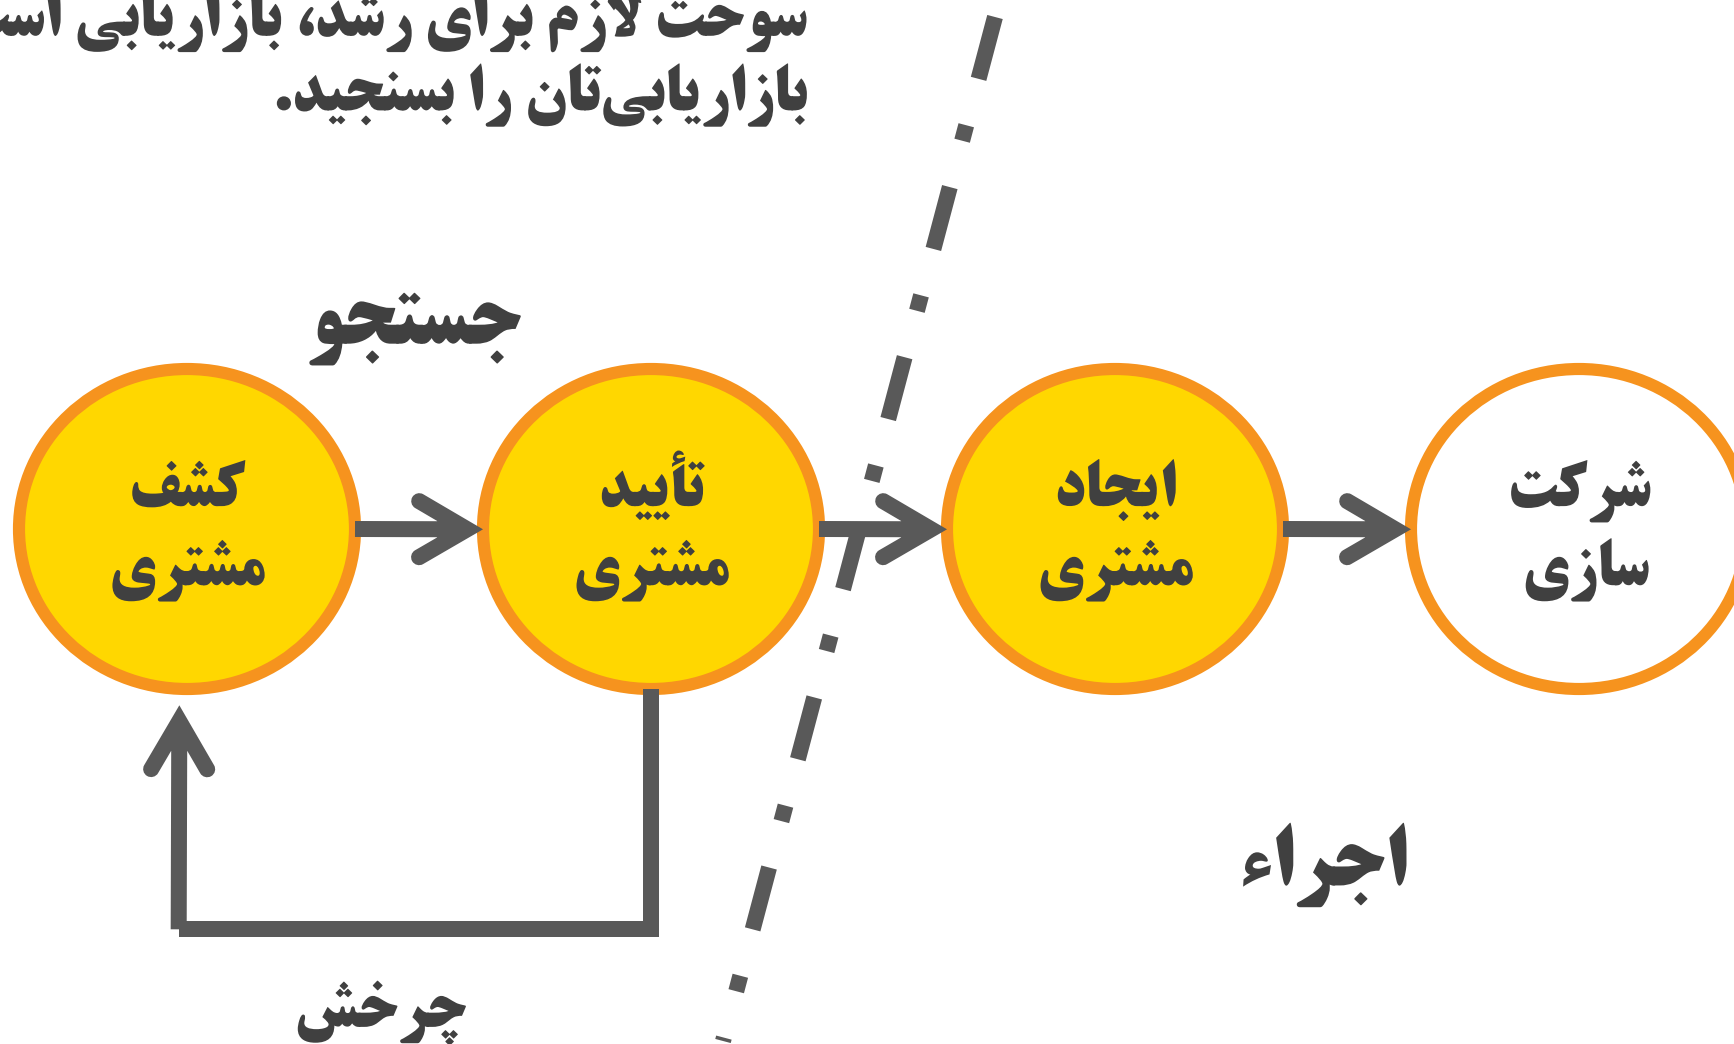 سوخت لازم برای رشد، بازاریابی
بازاریابی‌تان را بسنجید.
جستجو
کشف
مشتری
تأیید
مشتری
ایجاد
مشتری
شرکت
سازی
اجراء
چرخش